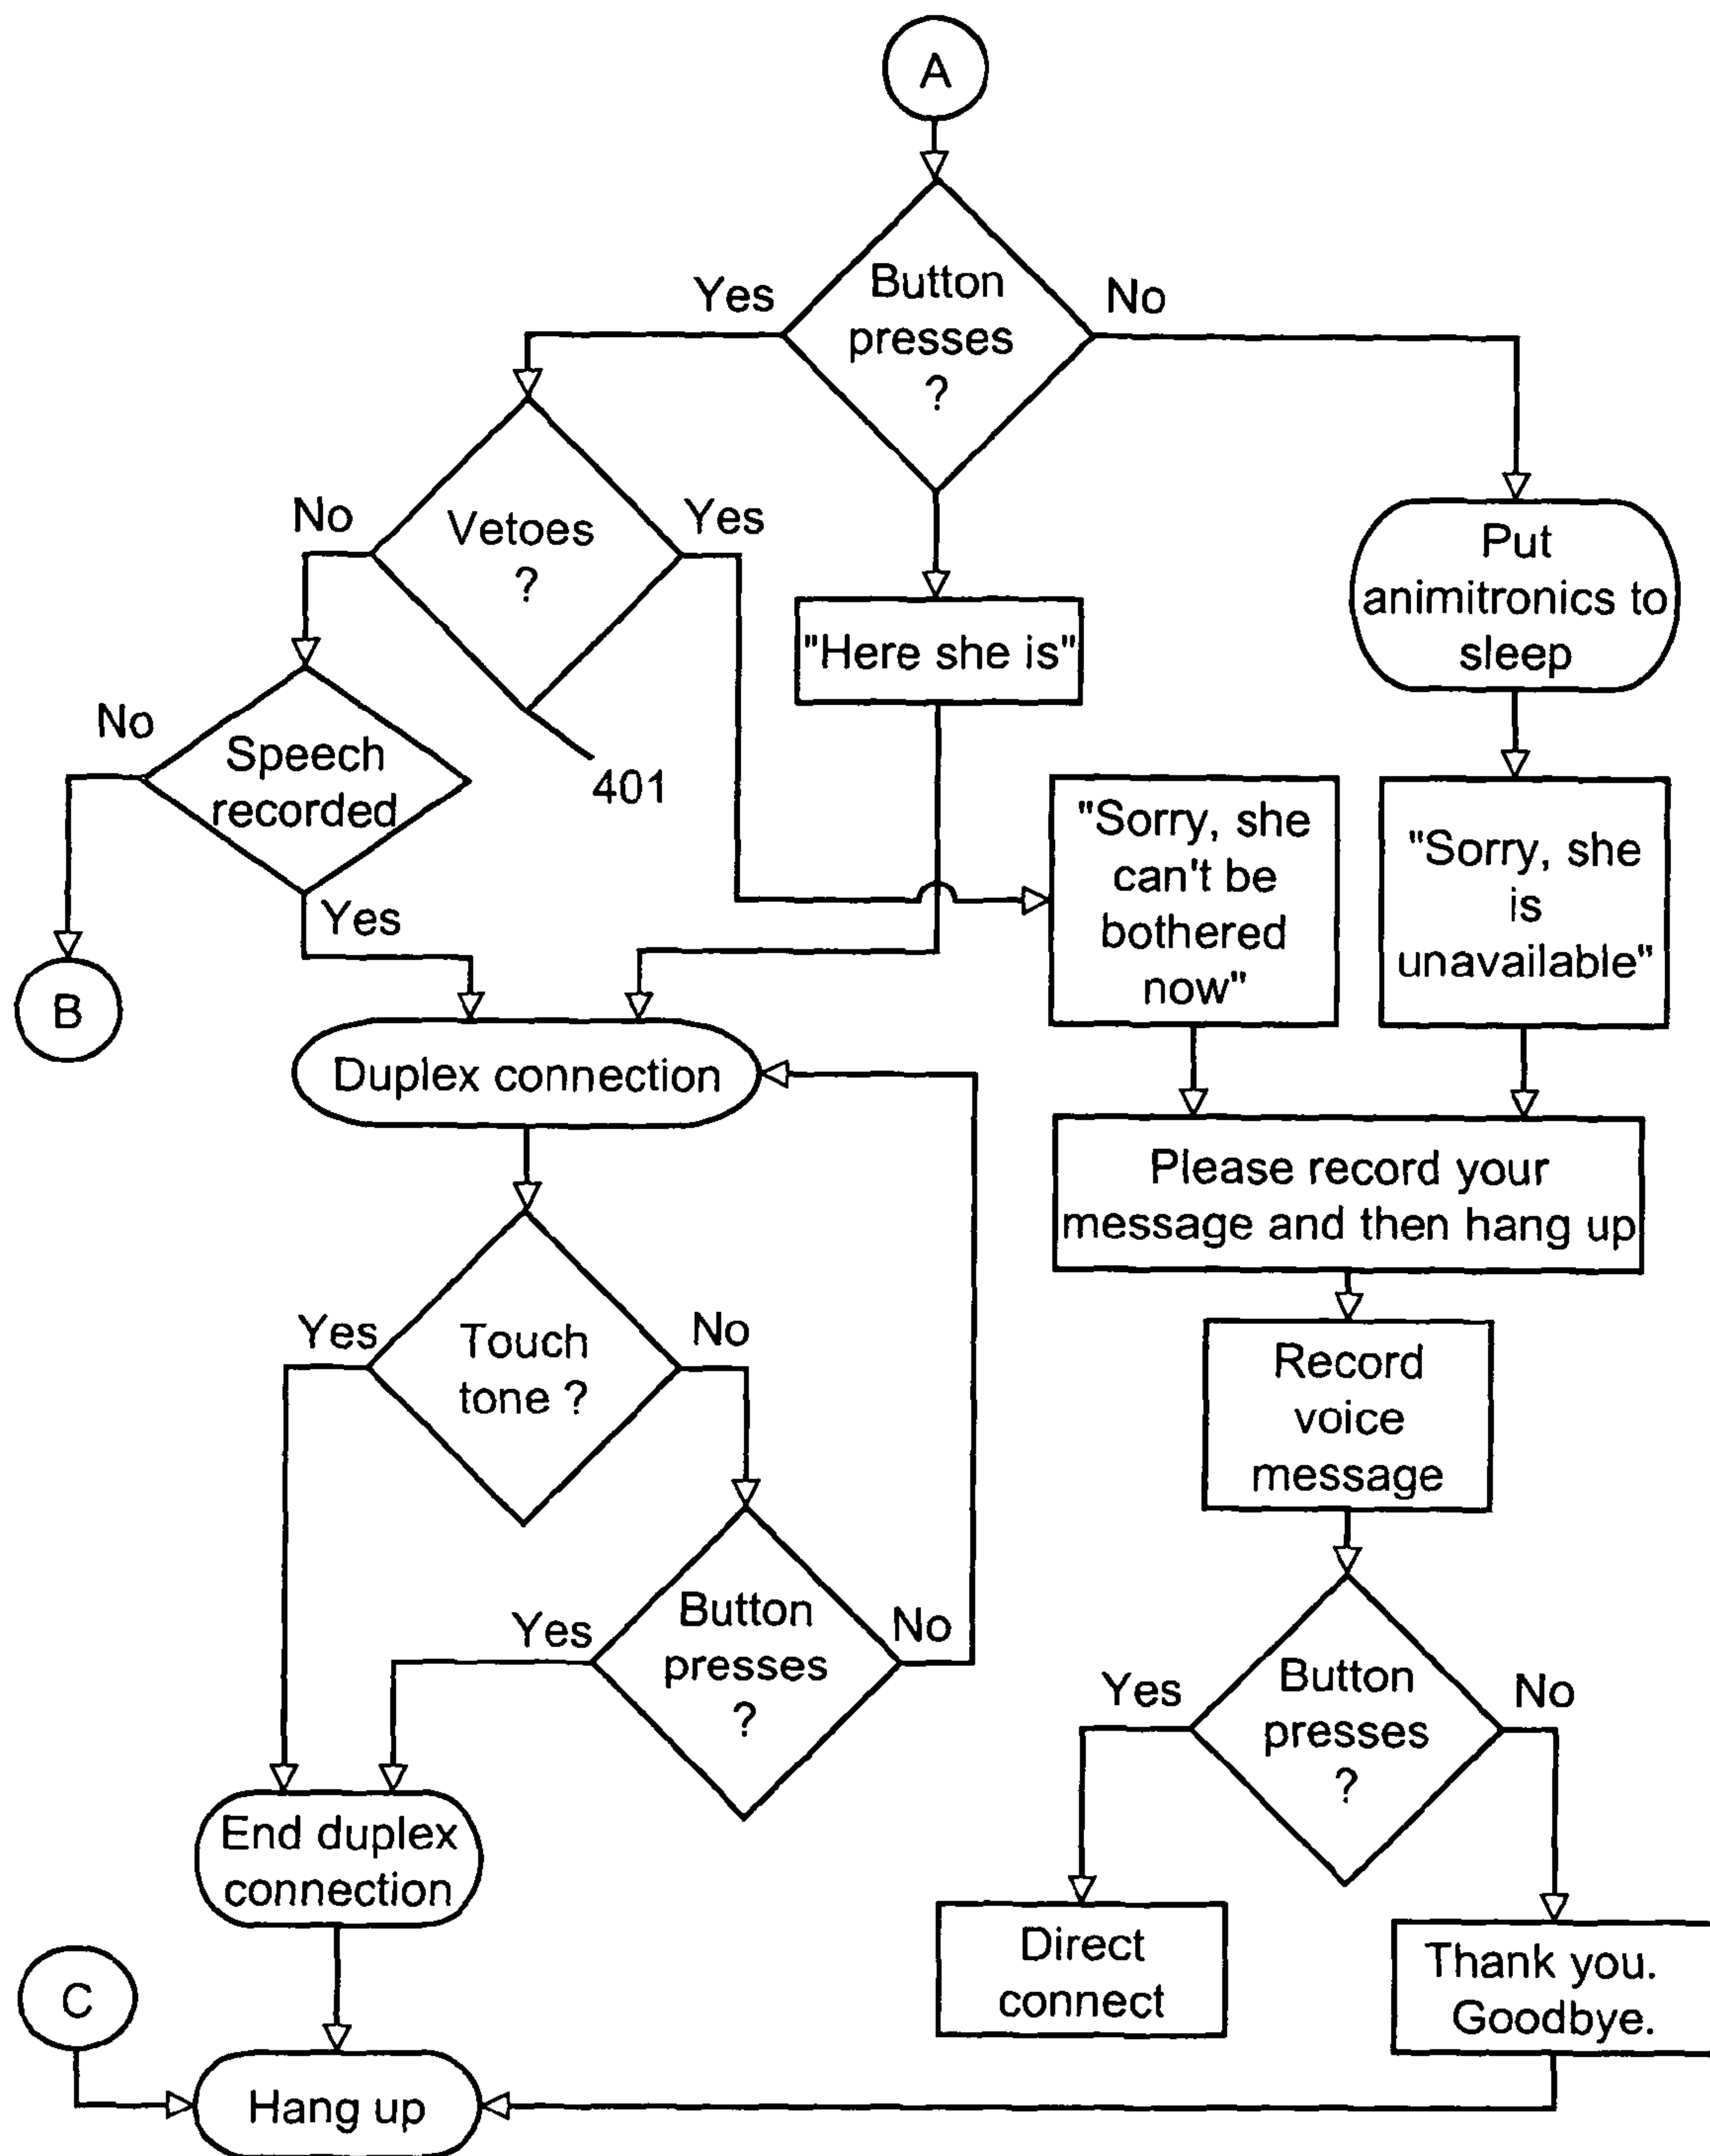 A
Button
presses
?
Yes
No
Vetoes
?
No
Yes
401
"Here she is"
Put
animitronics to
sleep
Speech
recorded
No
Yes
B
"Sorry, she
can't be
bothered
now"
"Sorry, she
is
unavailable"
Duplex connection
Please record your
message and then hang up
Touch
tone ?
Yes
No
Record
voice
message
Button
presses
?
Yes
No
Button
presses
?
Yes
No
End duplex
connection
Direct
connect
Thank you.
Goodbye.
C
Hang up